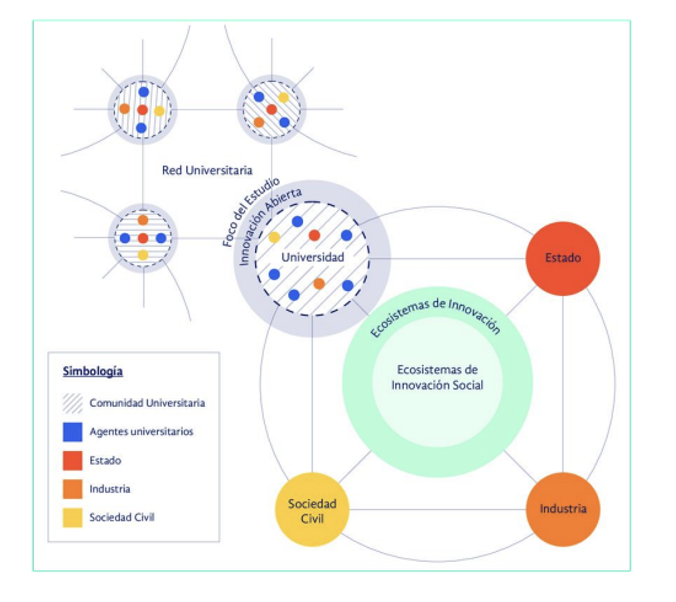 Red Universitaria
Foco del Estudio
Innovación Abierta
Universidad
Estado
Ecosistemas de Innovación
Ecosistemas de
Innovación Social
Sociedad
Civil
Industria
Simbología
Comunidad Universitaria
Agentes universitarios
Estado
Industria
Sociedad Civil